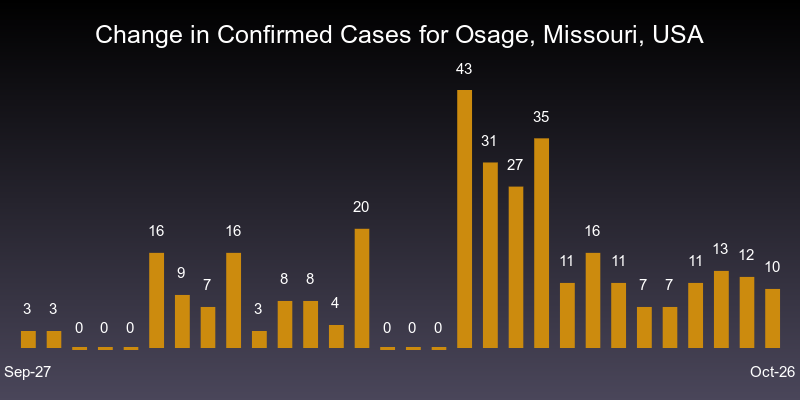 Change in Confirmed Cases for Osage, Missouri, USA
3 3 0 0 0 16 9 7 16 3 8 8 4 20 0 0 0 43 31 27 35 11 16 11 7 7 11 13 12 10
Sep-27 Oct-26